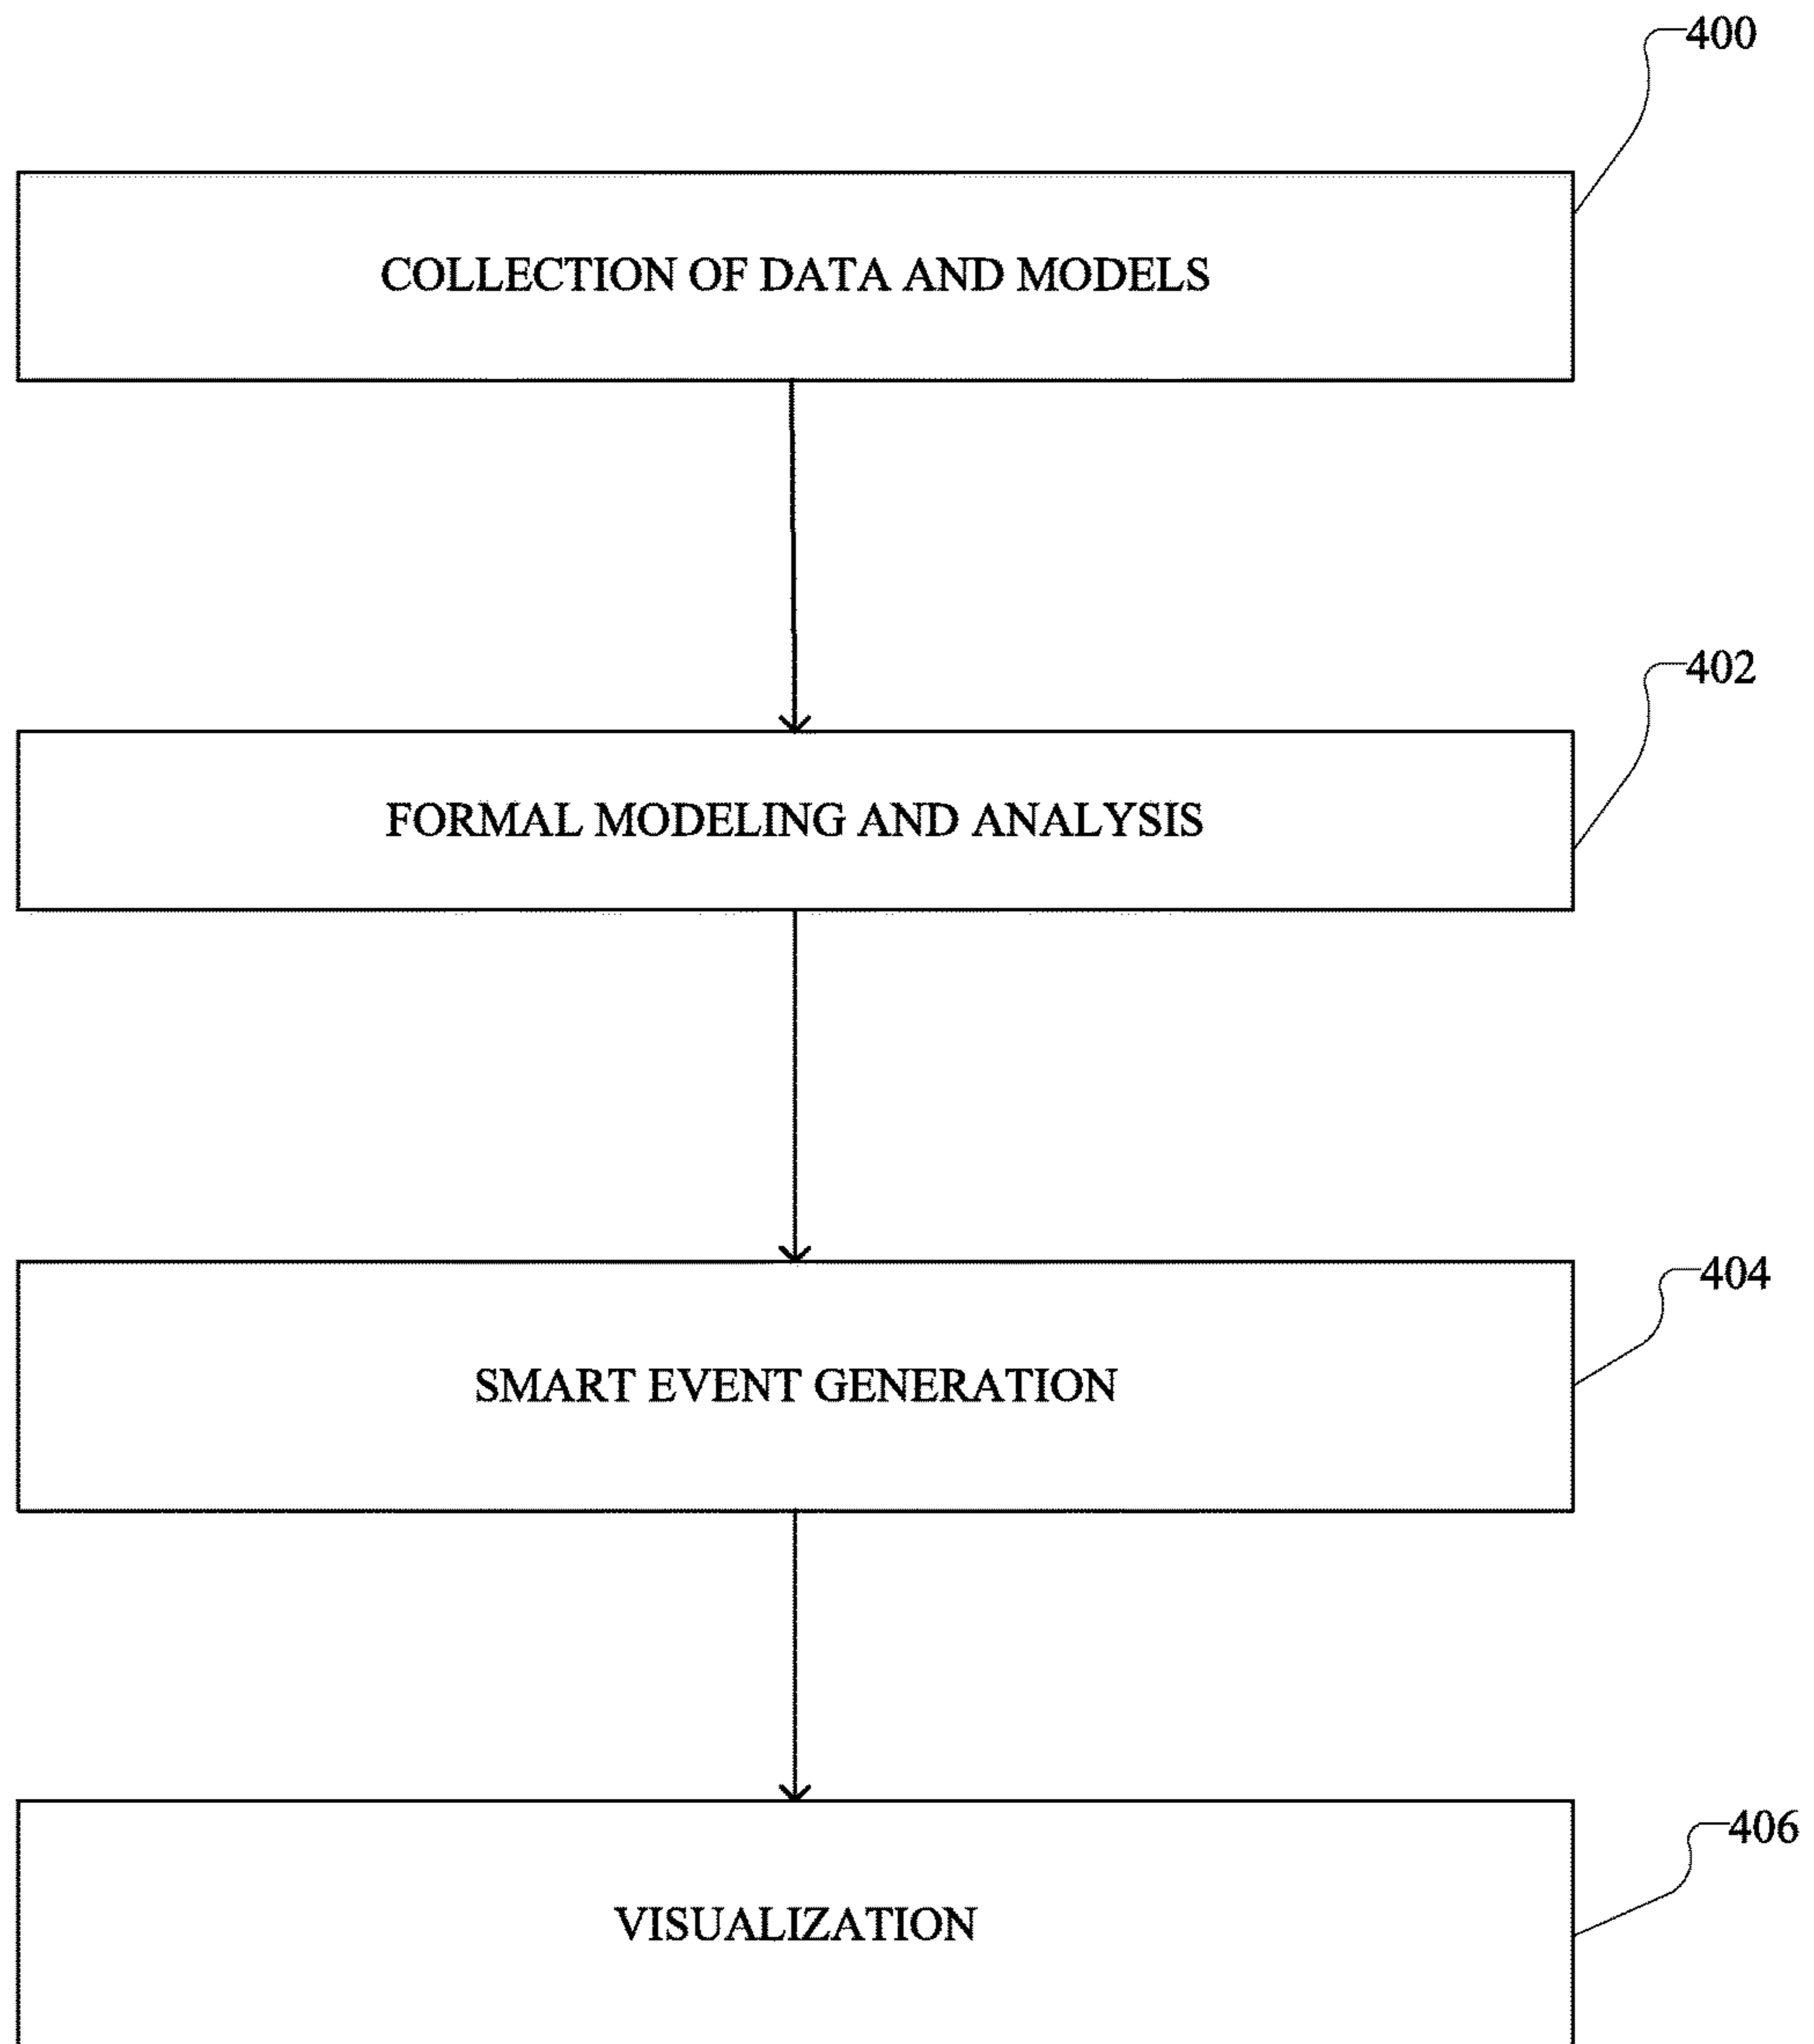 400
COLLECTION OF DATA AND MODELS
402
FORMAL MODELING AND ANALYSIS
404
SMART EVENT GENERATION
406
VISUALIZATION